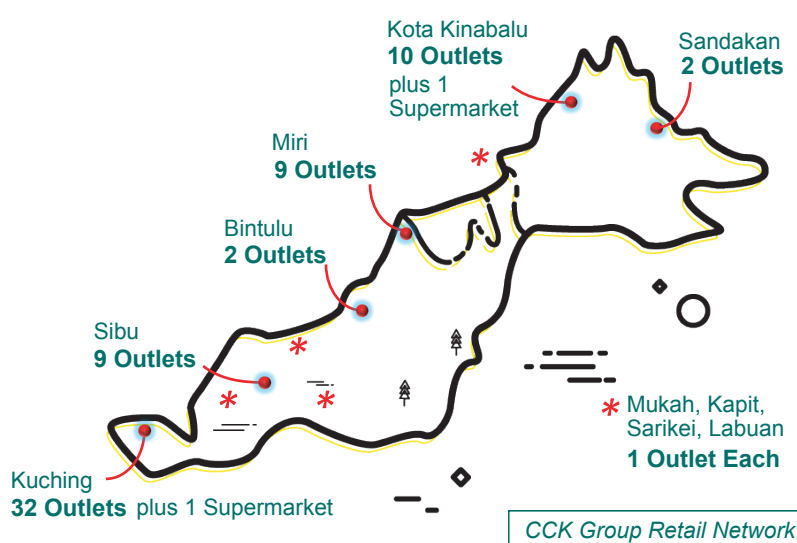 Kota Kinabalu
10 Outlets
plus 1
Supermarket
Sandakan
2 Outlets
Miri
9 Outlets
Bintulu
2 Outlets
Sibu
9 Outlets
Kuching
32 Outlets plus 1 Supermarket
* Mukah, Kapit,
Sarikei, Labuan
1 Outlet Each
CCK Group Retail Network